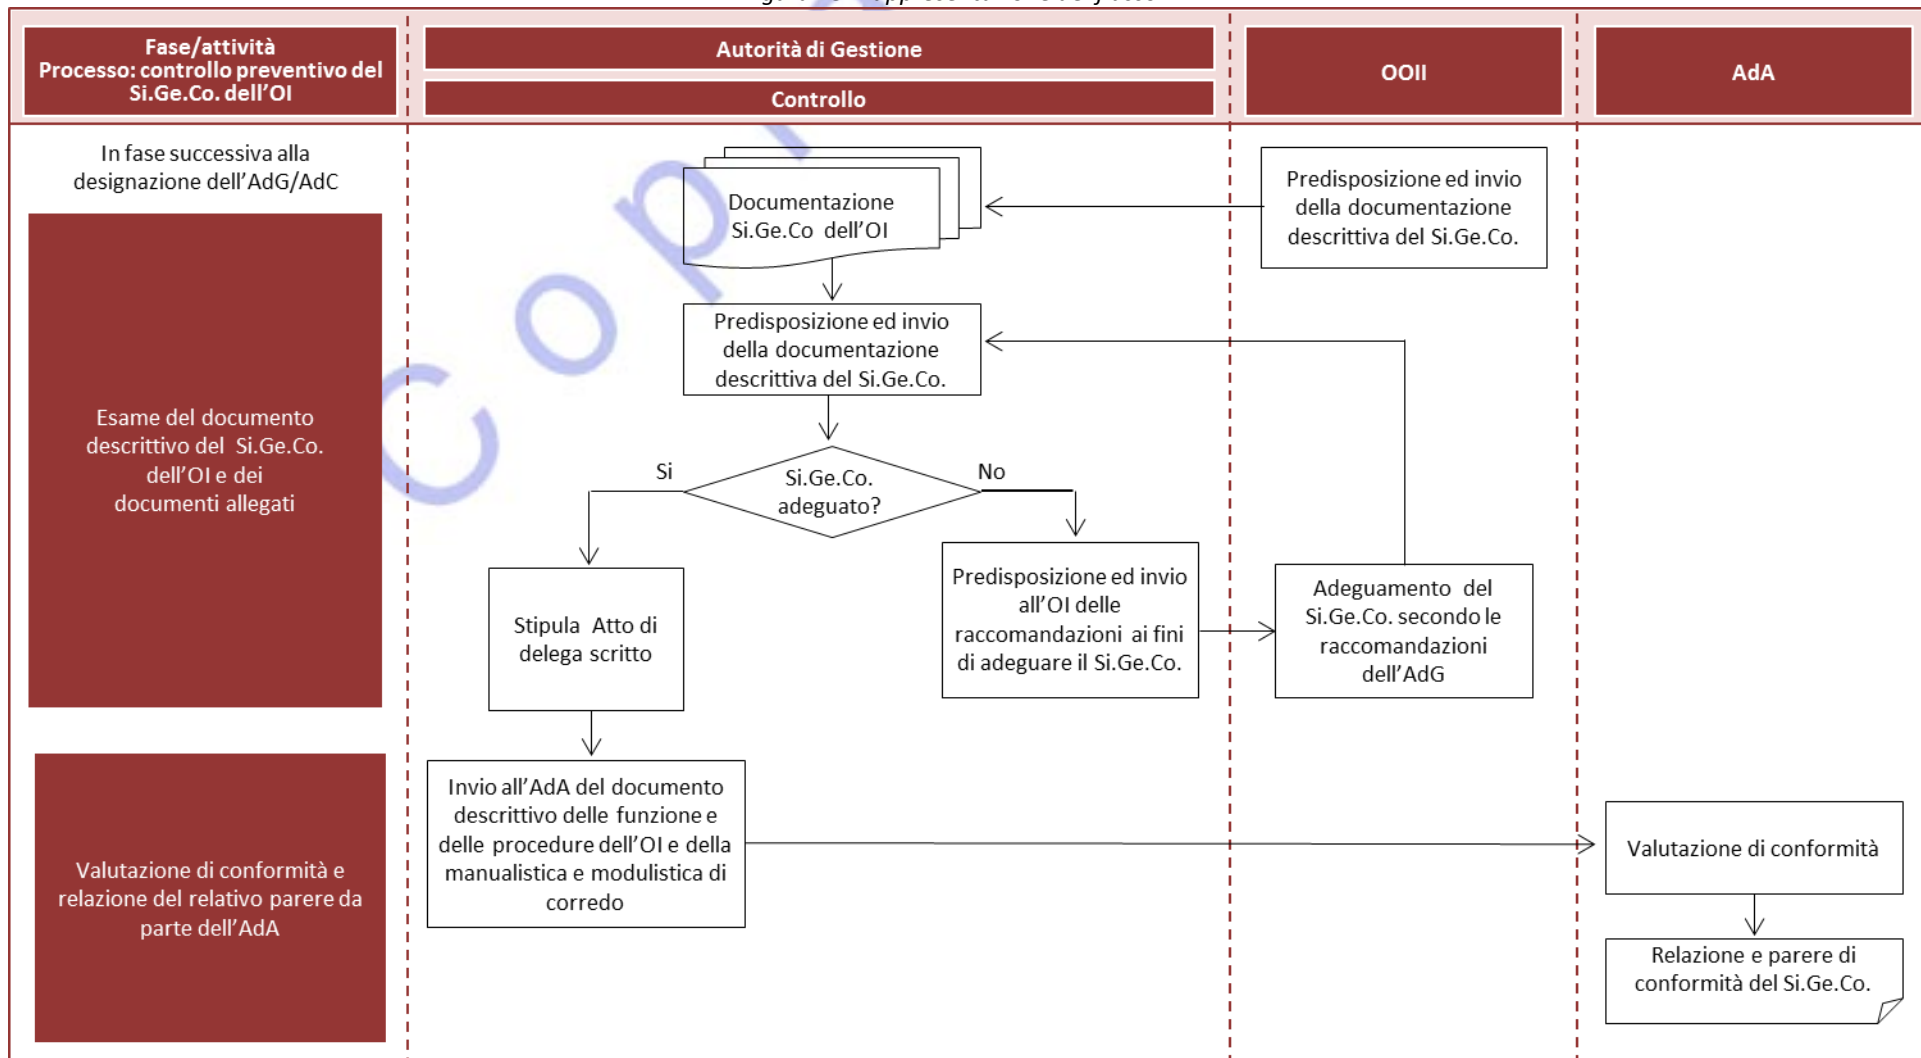 Fase/attività
Processo: controllo preventivo del
Si.Ge.Co. dell'OI
Autorità di Gestione
Controllo
OOII
AdA
In fase successiva alla
designazione dell'AdG/AdC
Documentazione
Si.Ge.Co dell'OI
Predisposizione ed invio
della documentazione
descrittiva del Si.Ge.Co.
Predisposizione ed invio
della documentazione
descrittiva del Si.Ge.Co.
Esame del documento
descrittivo del Si.Ge.Co.
dell'OI e dei
documenti allegati
Si
Si.Ge.Co.
adeguato?
No
Stipula Atto di
delega scritto
Predisposizione ed invio
all'OI delle
raccomandazioni ai fini
di adeguare il Si.Ge.Co.
Adeguamento del
Si.Ge.Co. secondo le
raccomandazioni
dell'AdG
Valutazione di conformità e
relazione del relativo parere da
parte dell'AdA
Invio all'AdA del documento
descrittivo delle funzione e
delle procedure dell'OI e della
manualistica e modulistica di
corredo
Valutazione di conformità
Relazione e parere di
conformità del Si.Ge.Co.
Cop